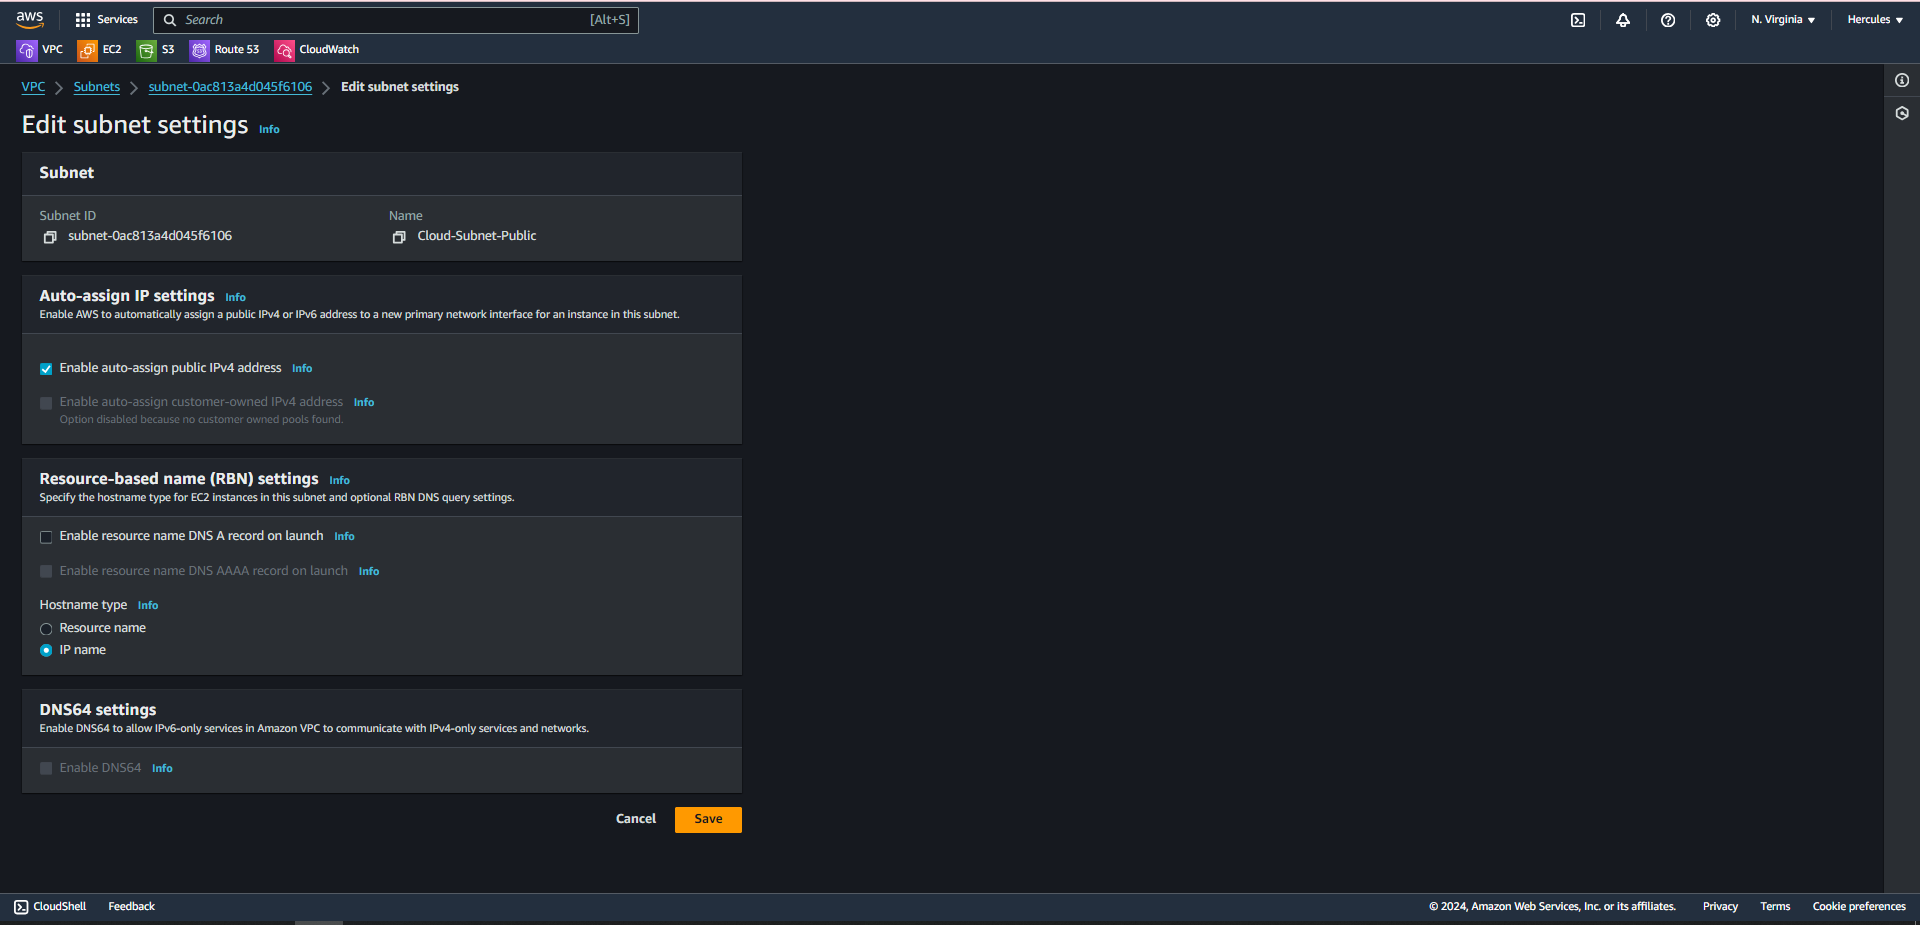 aws Services Search [Alt+S] N. Virginia Hercules
VPC EC2 S3 Route 53 CloudWatch
VPC Subnets subnet-0ac813a4d045f6106 Edit subnet settings
Edit subnet settings Info
Subnet
Subnet ID Name
subnet-0ac813a4d045f6106 Cloud-Subnet-Public
Auto-assign IP settings Info
Enable AWS to automatically assign a public IPv4 or IPv6 address to a new primary network interface for an instance in this subnet.
Enable auto-assign public IPv4 address Info
Enable auto-assign customer-owned IPv4 address Info
Option disabled because no customer owned pools found.
Resource-based name (RBN) settings Info
Specify the hostname type for EC2 instances in this subnet and optional RBN DNS query settings.
Enable resource name DNS A record on launch Info
Enable resource name DNS AAAA record on launch Info
Hostname type Info
Resource name
IP name
DNS64 settings
Enable DNS64 to allow IPv6-only services in Amazon VPC to communicate with IPv4-only services and networks.
Enable DNS64 Info
Cancel Save
CloudShell Feedback © 2024, Amazon Web Services, Inc. or its affiliates. Privacy Terms Cookie preferences